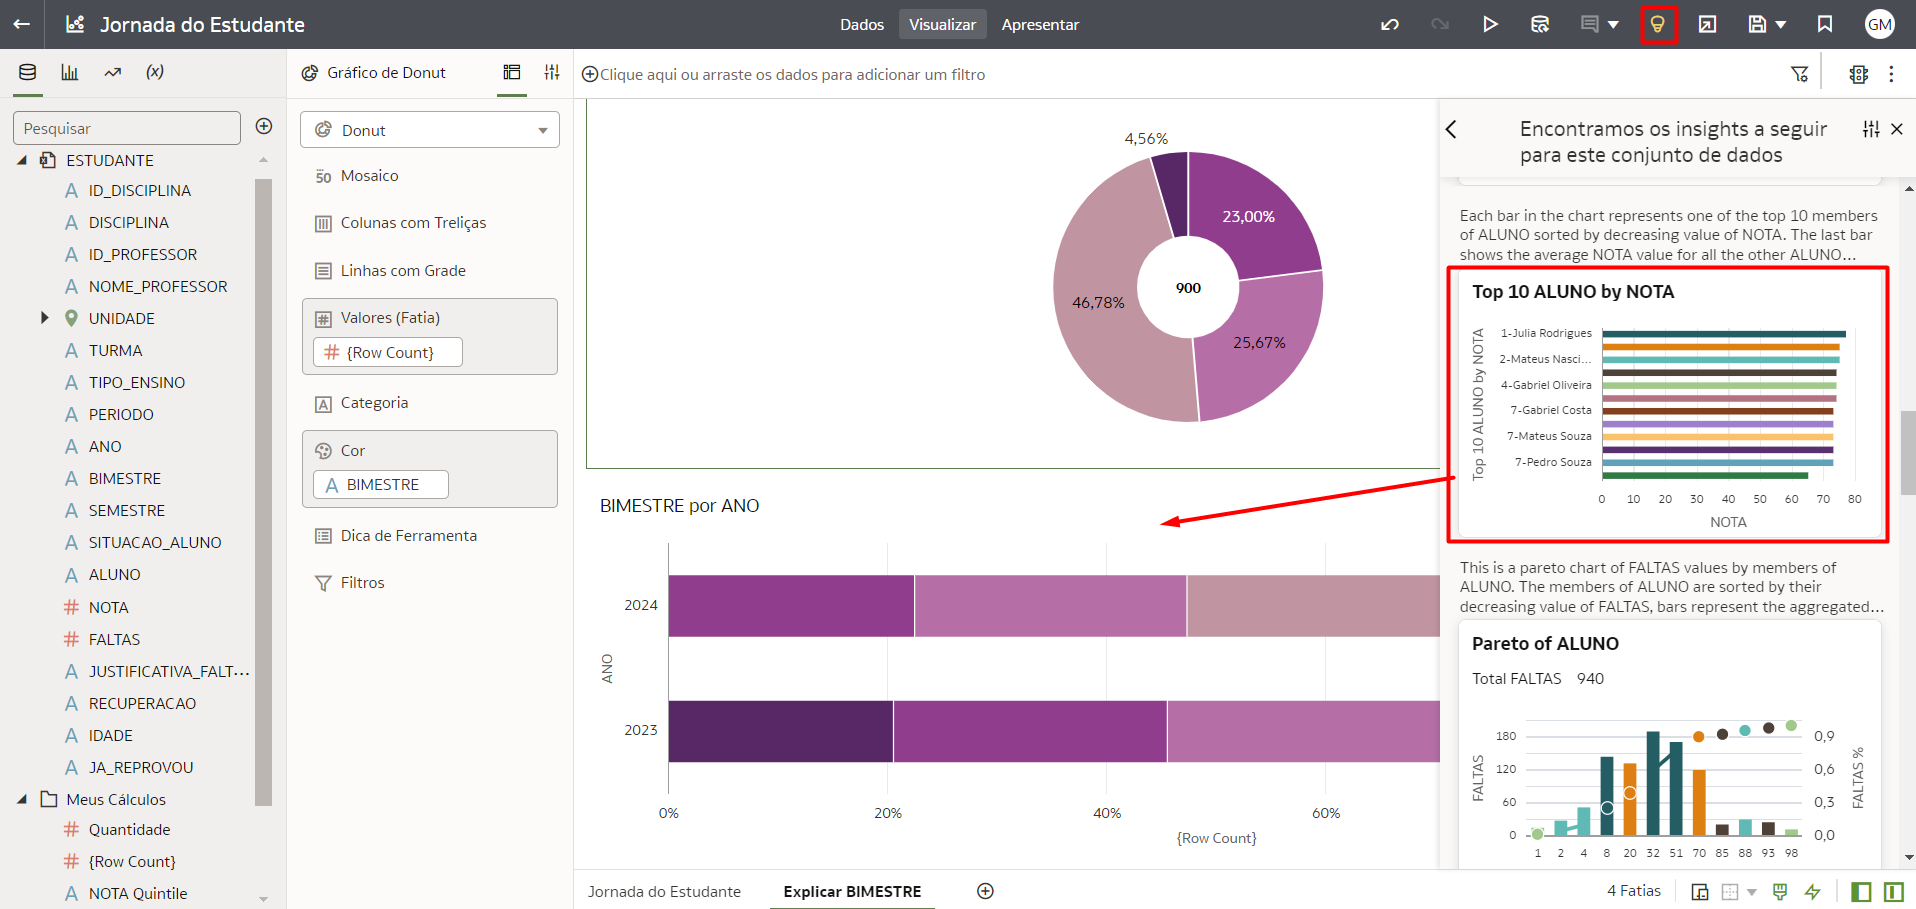 Jornada do Estudante
Dados
Visualizar
Apresentar
GM
(x)
Pesquisar
ESTUDANTE
ID_DISCIPLINA
DISCIPLINA
ID_PROFESSOR
NOME_PROFESSOR
UNIDADE
TURMA
TIPO_ENSINO
PERIODO
ANO
BIMESTRE
SEMESTRE
SITUACAO_ALUNO
ALUNO
NOTA
FALTAS
JUSTIFICATIVA_FALT...
RECUPERACAO
IDADE
JA_REPROVOU
Meus Cálculos
Quantidade
{Row Count}
NOTA Quintile
Gráfico de Donut
Donut
50 Mosaico
Colunas com Treliças
Linhas com Grade
Valores (Fatia)
{Row Count}
Categoria
Cor
BIMESTRE
Dica de Ferramenta
Filtros
Clique aqui ou arraste os dados para adicionar um filtro
4,56%
23,00%
46,78%
900
25,67%
BIMESTRE por ANO
ANO
2024
2023
0%
20%
40%
60%
{Row Count}
Encontramos os insights a seguir
para este conjunto de dados
Each bar in the chart represents one of the top 10 members
of ALUNO sorted by decreasing value of NOTA. The last bar
shows the average NOTA value for all the other ALUNO...
Top 10 ALUNO by NOTA
Top 10 ALUNO by NOTA
1-Julia Rodrigues
2-Mateus Nasci...
4-Gabriel Oliveira
7-Gabriel Costa
7-Mateus Souza
7-Pedro Souza
0 10 20 30 40 50 60 70 80
NOTA
This is a pareto chart of FALTAS values by members of
ALUNO. The members of ALUNO are sorted by their
decreasing value of FALTAS, bars represent the aggregated...
Pareto of ALUNO
Total FALTAS 940
FALTAS
180
120
60
0
0,9
0,6
0,3
0,0
FALTAS %
1 2 4 8 20 32 51 70 85 88 93 98
Jornada do Estudante
Explicar BIMESTRE
4 Fatias